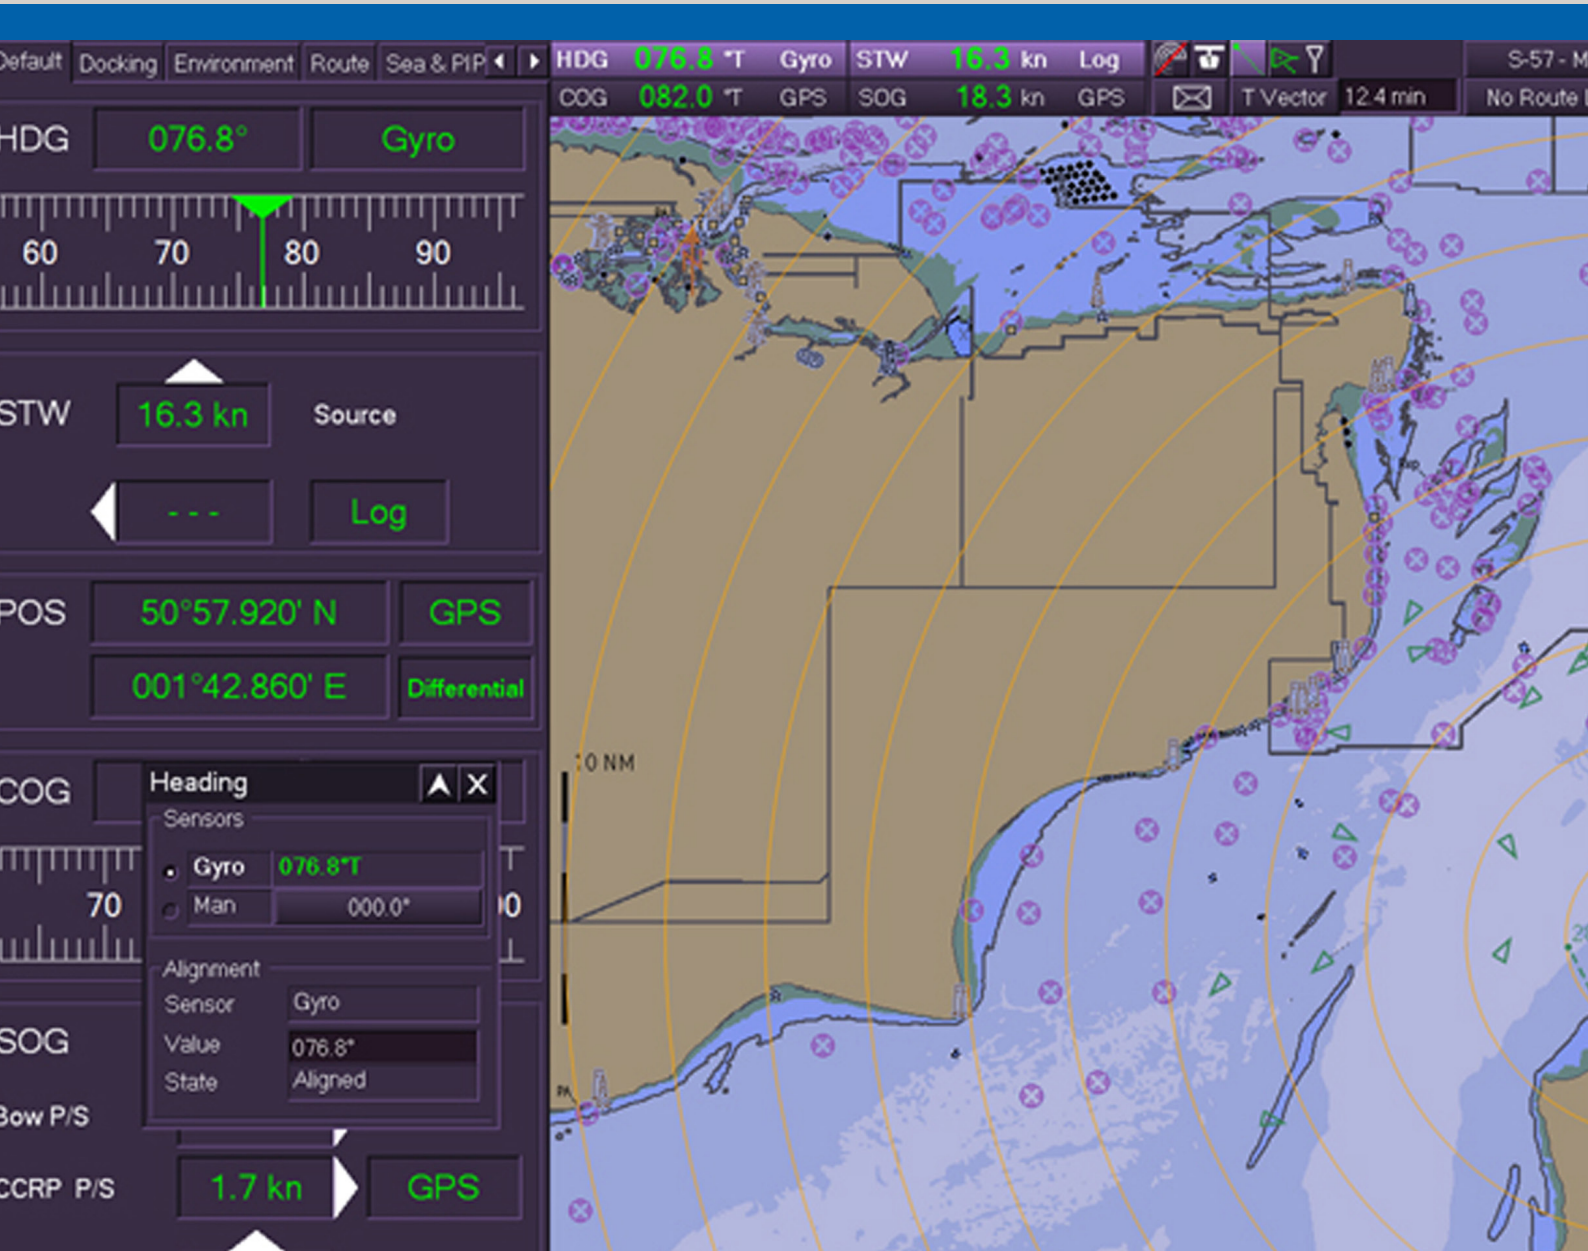 Default Docking Environment Route Sea & PIP
HDG 076.8 °T Gyro STW 16.3 kn Log
COG 082.0 °T GPS SOG 18.3 kn GPS T Vector 12.4 min
S-57 - M
No Route
HDG 076.8° Gyro
60 70 80 90
STW 16.3 kn Source
- - - Log
POS 50°57.920' N GPS
001°42.860' E Differential
COG
70
Heading X
Sensors
Gyro 076.8°T
Man 000.0°
Alignment
Sensor Gyro
Value 076.8°
State Aligned
SOG
Bow P/S
CCRP P/S 1.7 kn GPS
10 NM
PA